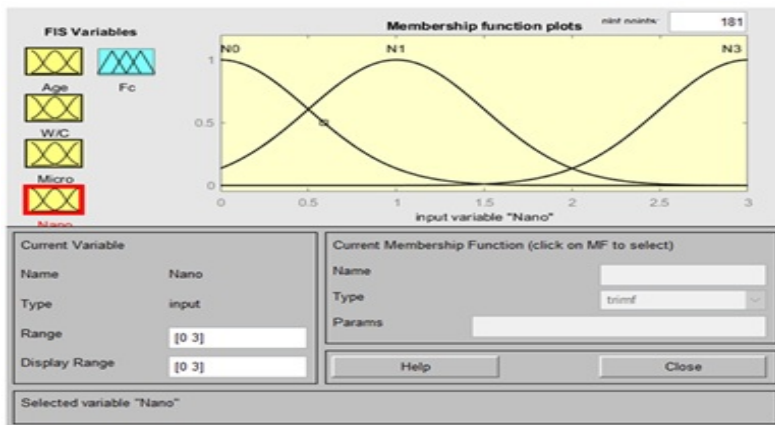 FIS Variables
Age
Fc
W/C
Micro
Nano
Membership function plots
plot points:
181
N0
N1
N3
1
0.5
0
0
0.5
1
1.5
2
2.5
3
input variable "Nano"
Current Variable
Name
Nano
Type
input
Range
[0 3]
Display Range
[0 3]
Current Membership Function (click on MF to select)
Name
Type
trimf
Params
Help
Close
Selected variable "Nano"